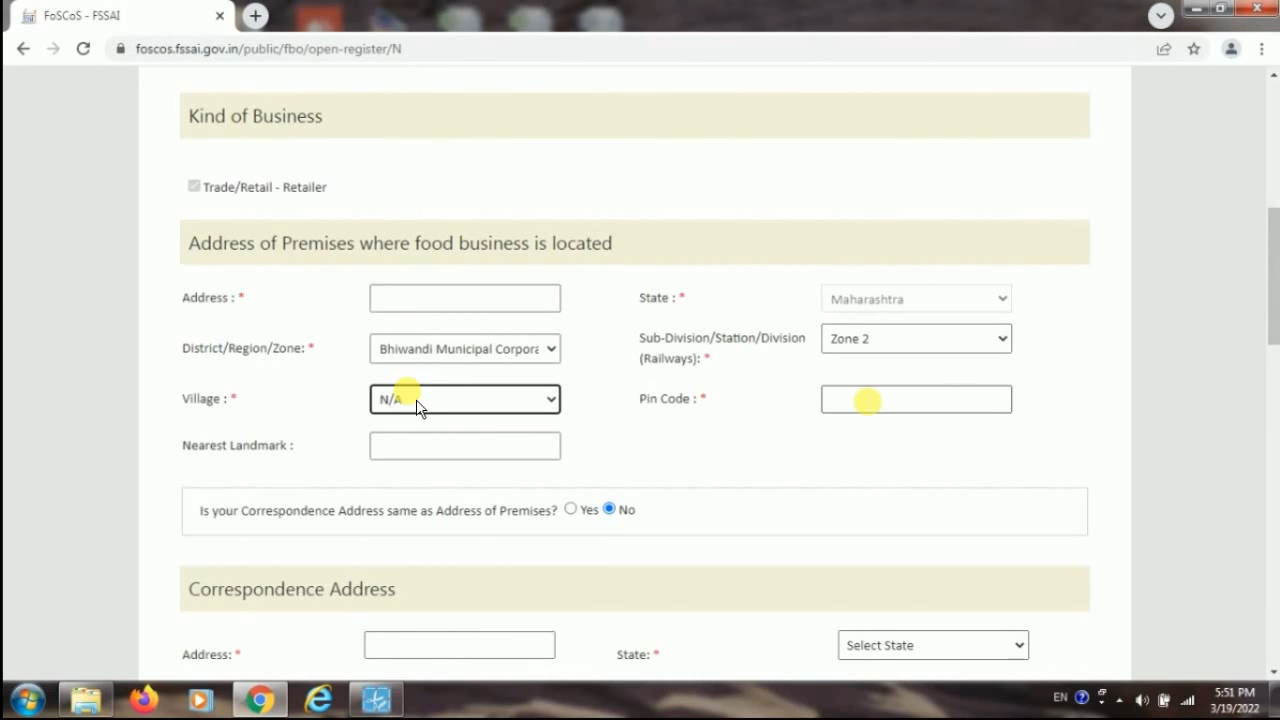 FoSCoS - FSSAI
foscos.fssai.gov.in/public/fbo/open-register/N
Kind of Business
Trade/Retail - Retailer
Address of Premises where food business is located
Address : *
State : *
Maharashtra
District/Region/Zone: *
Bhiwandi Municipal Corpora
Sub-Division/Station/Division
(Railways): *
Zone 2
Village : *
N/A
Pin Code : *
Nearest Landmark :
Is your Correspondence Address same as Address of Premises? Yes No
Correspondence Address
Address: *
State: *
Select State
EN
5:51 PM
3/19/2022